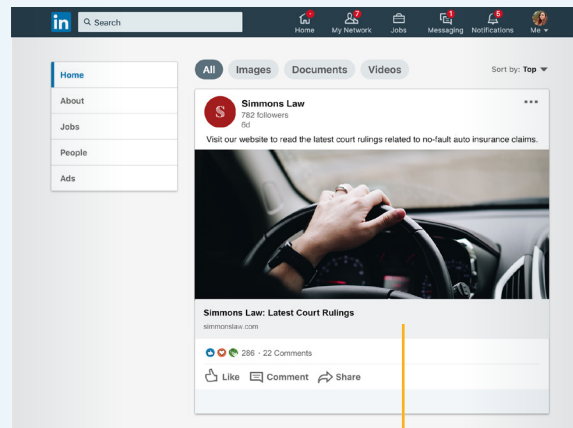 in
Search
Home
My Network
7
Jobs
Messaging
1
Notifications
5
Me
Home
About
Jobs
People
Ads
All Images Documents Videos
Sort by: Top
S
Simmons Law
782 followers
6d
Visit our website to read the latest court rulings related to no-fault auto insurance claims.
Simmons Law: Latest Court Rulings
simmonslaw.com
286 · 22 Comments
Like Comment Share